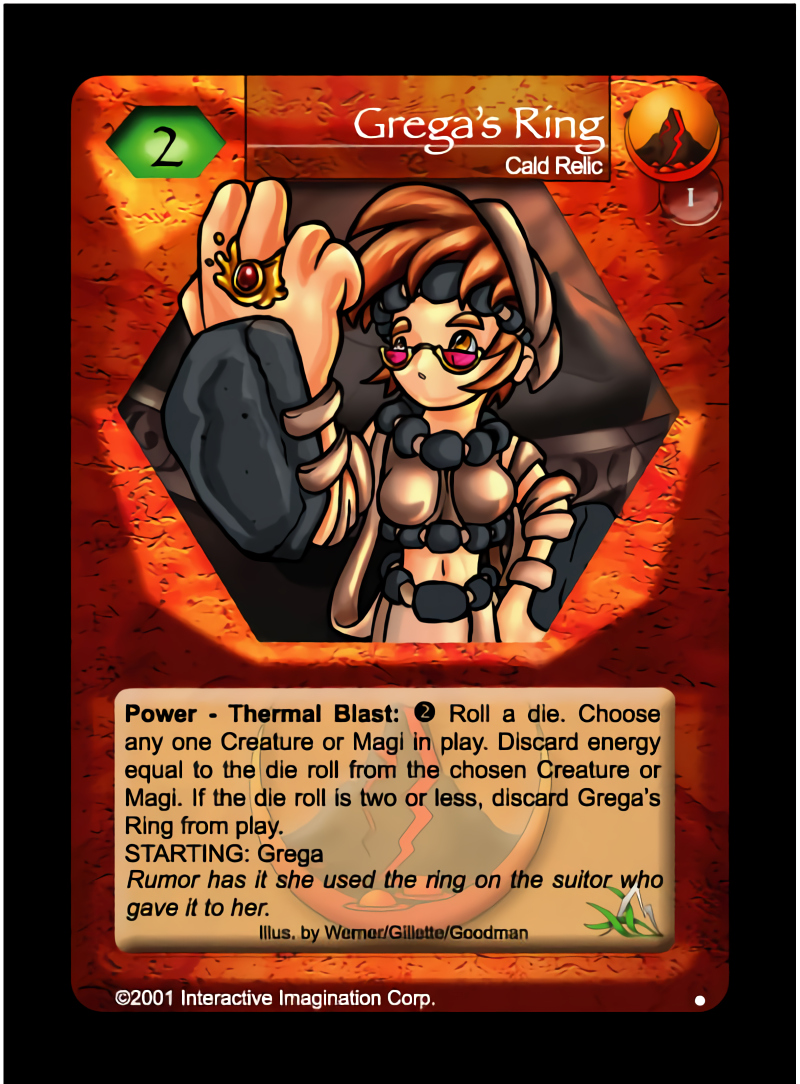 2
Grega's Ring
Cald Relic
I
Power - Thermal Blast: ❷ Roll a die. Choose
any one Creature or Magi in play. Discard energy
equal to the die roll from the chosen Creature or
Magi. If the die roll is two or less, discard Grega's
Ring from play.
STARTING: Grega
Rumor has it she used the ring on the suitor who
gave it to her.
Illus. by Werner/Gillette/Goodman
©2001 Interactive Imagination Corp.